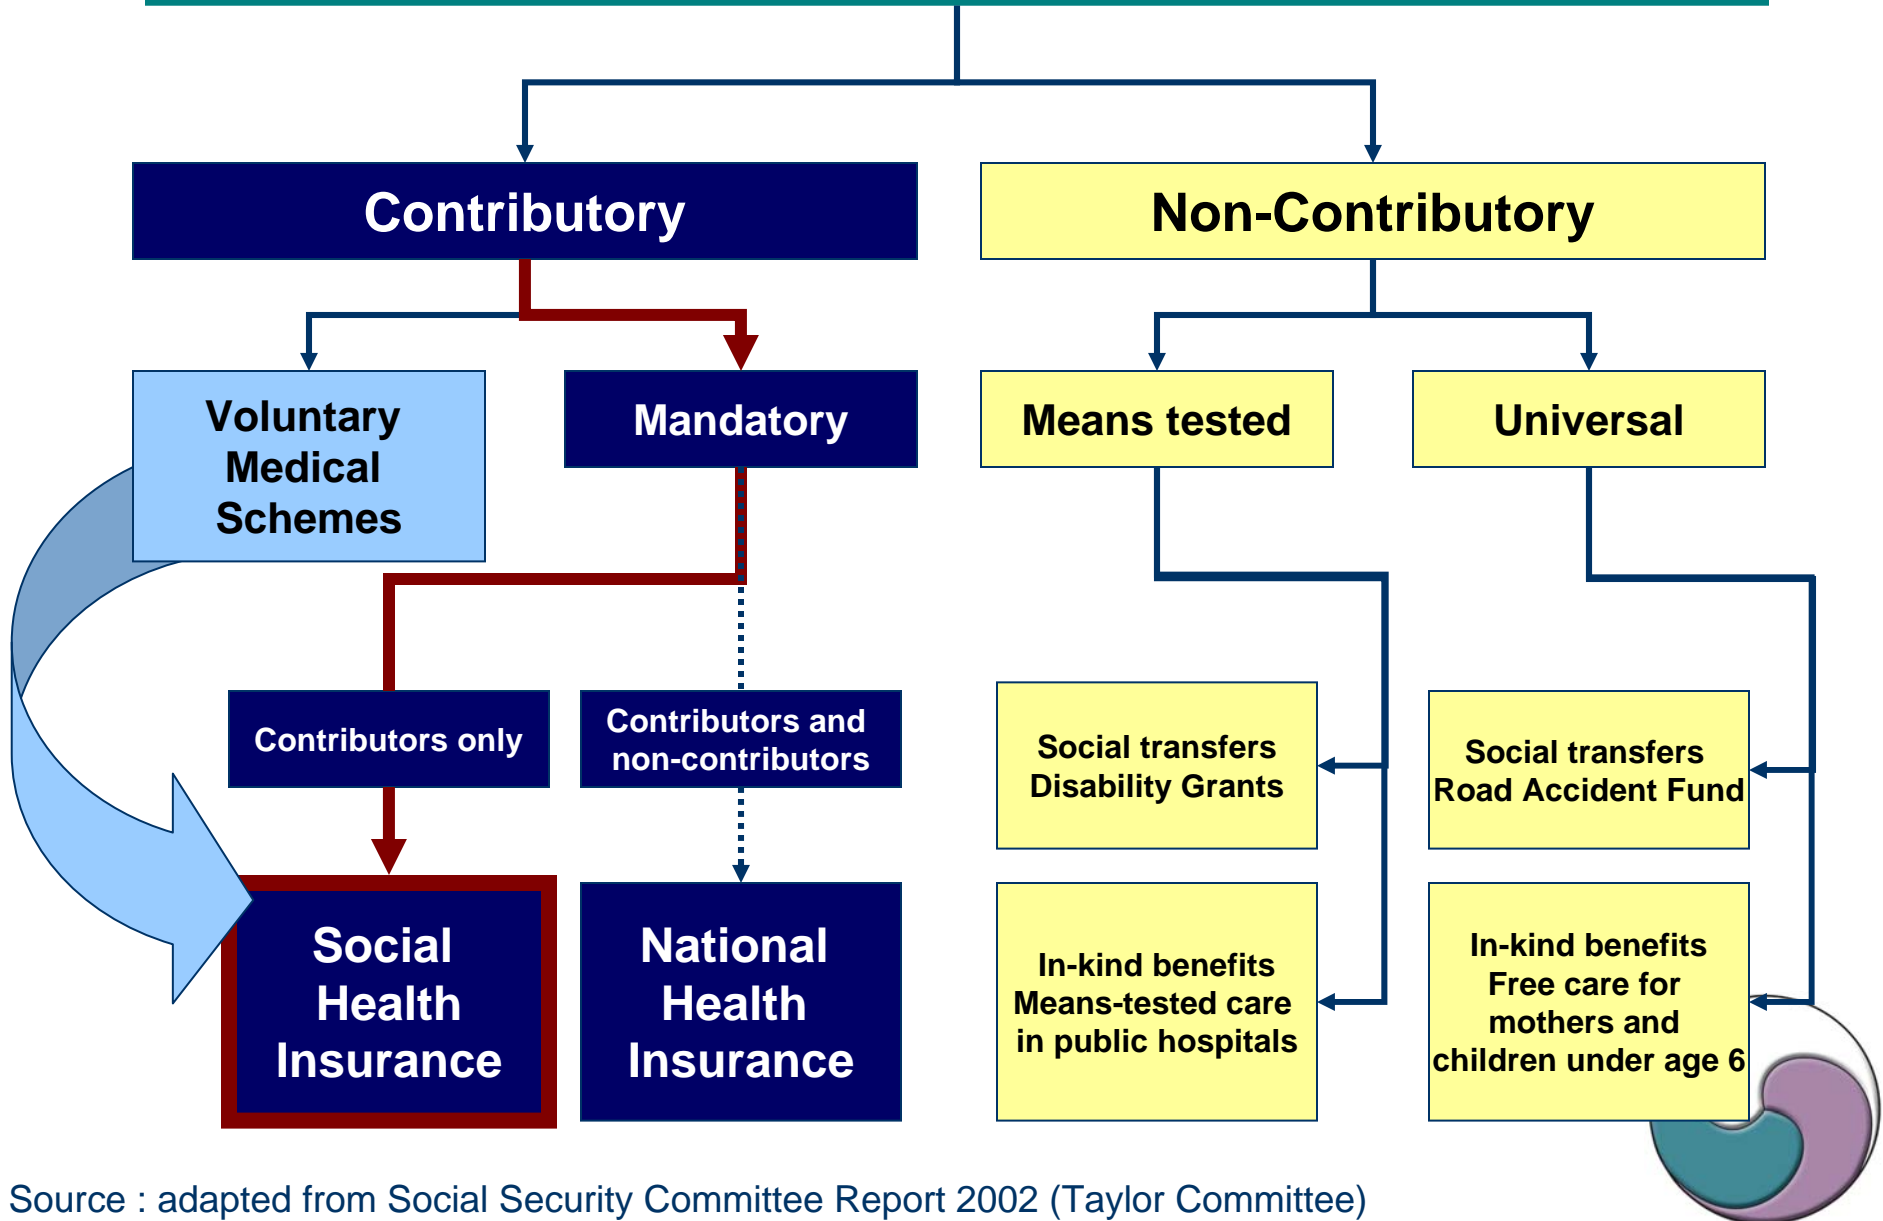 Contributory
Non-Contributory
Voluntary
Medical
Schemes
Mandatory
Means tested
Universal
Contributors only
Contributors and
non-contributors
Social transfers
Disability Grants
Social transfers
Road Accident Fund
Social
Health
Insurance
National
Health
Insurance
In-kind benefits
Means-tested care
in public hospitals
In-kind benefits
Free care for
mothers and
children under age 6
Source : adapted from Social Security Committee Report 2002 (Taylor Committee)